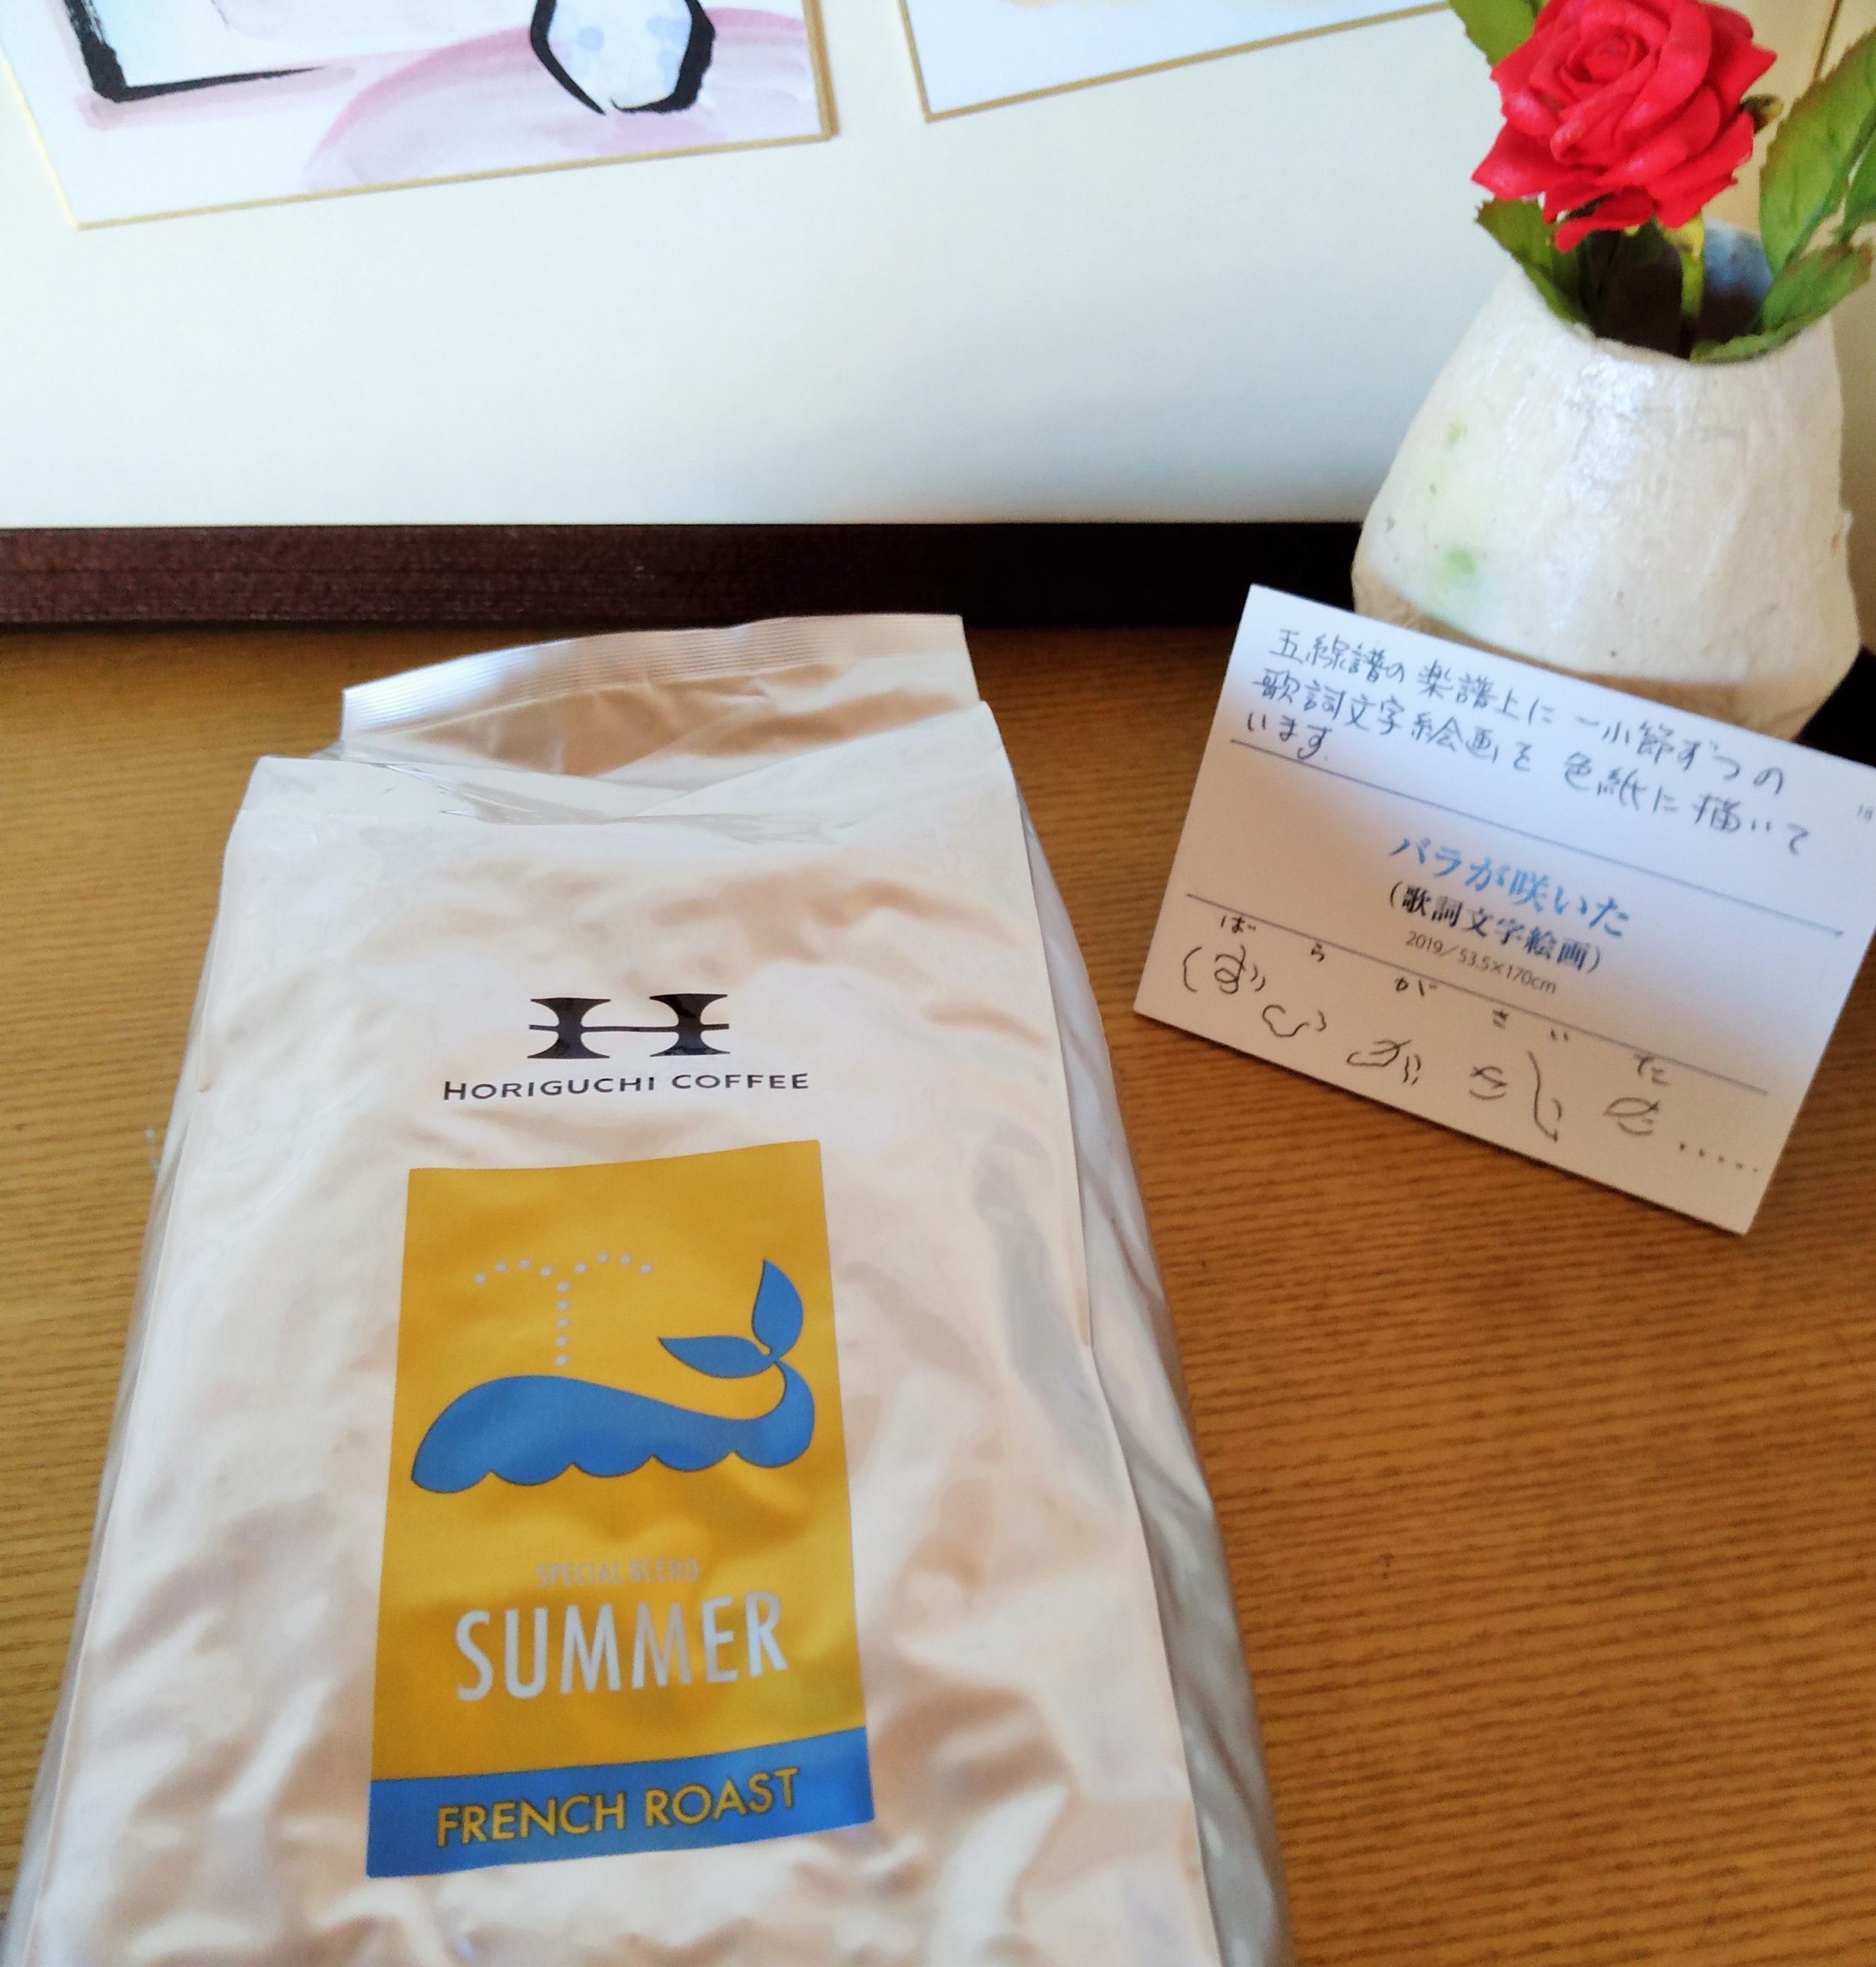 HORIGUCHI COFFEE
SPECIAL BLEND
SUMMER
FRENCH ROAST
五線譜の楽譜上に一小節ずつの
歌詞文字絵画を色紙に描いて
います.
18
バラが咲いた
(歌詞文字絵画)
2019／53.5×170cm
ば ら が さ い た